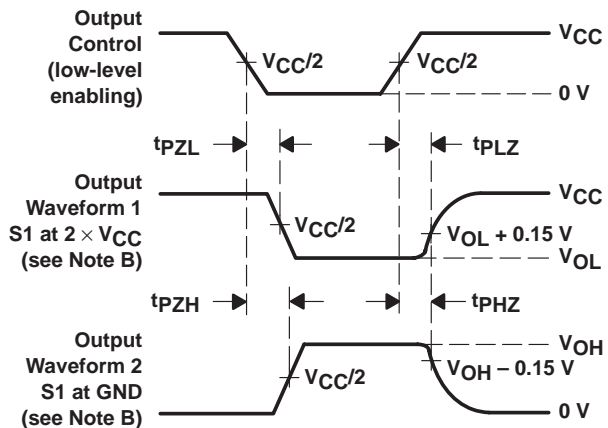 Output
Control
(low-level
enabling)
VCC/2
VCC/2
VCC
0 V
tPZL
tPLZ
Output
Waveform 1
S1 at 2 × VCC
(see Note B)
VCC/2
VCC
VOL + 0.15 V
VOL
tPZH
tPHZ
Output
Waveform 2
S1 at GND
(see Note B)
VCC/2
VOH
VOH − 0.15 V
0 V